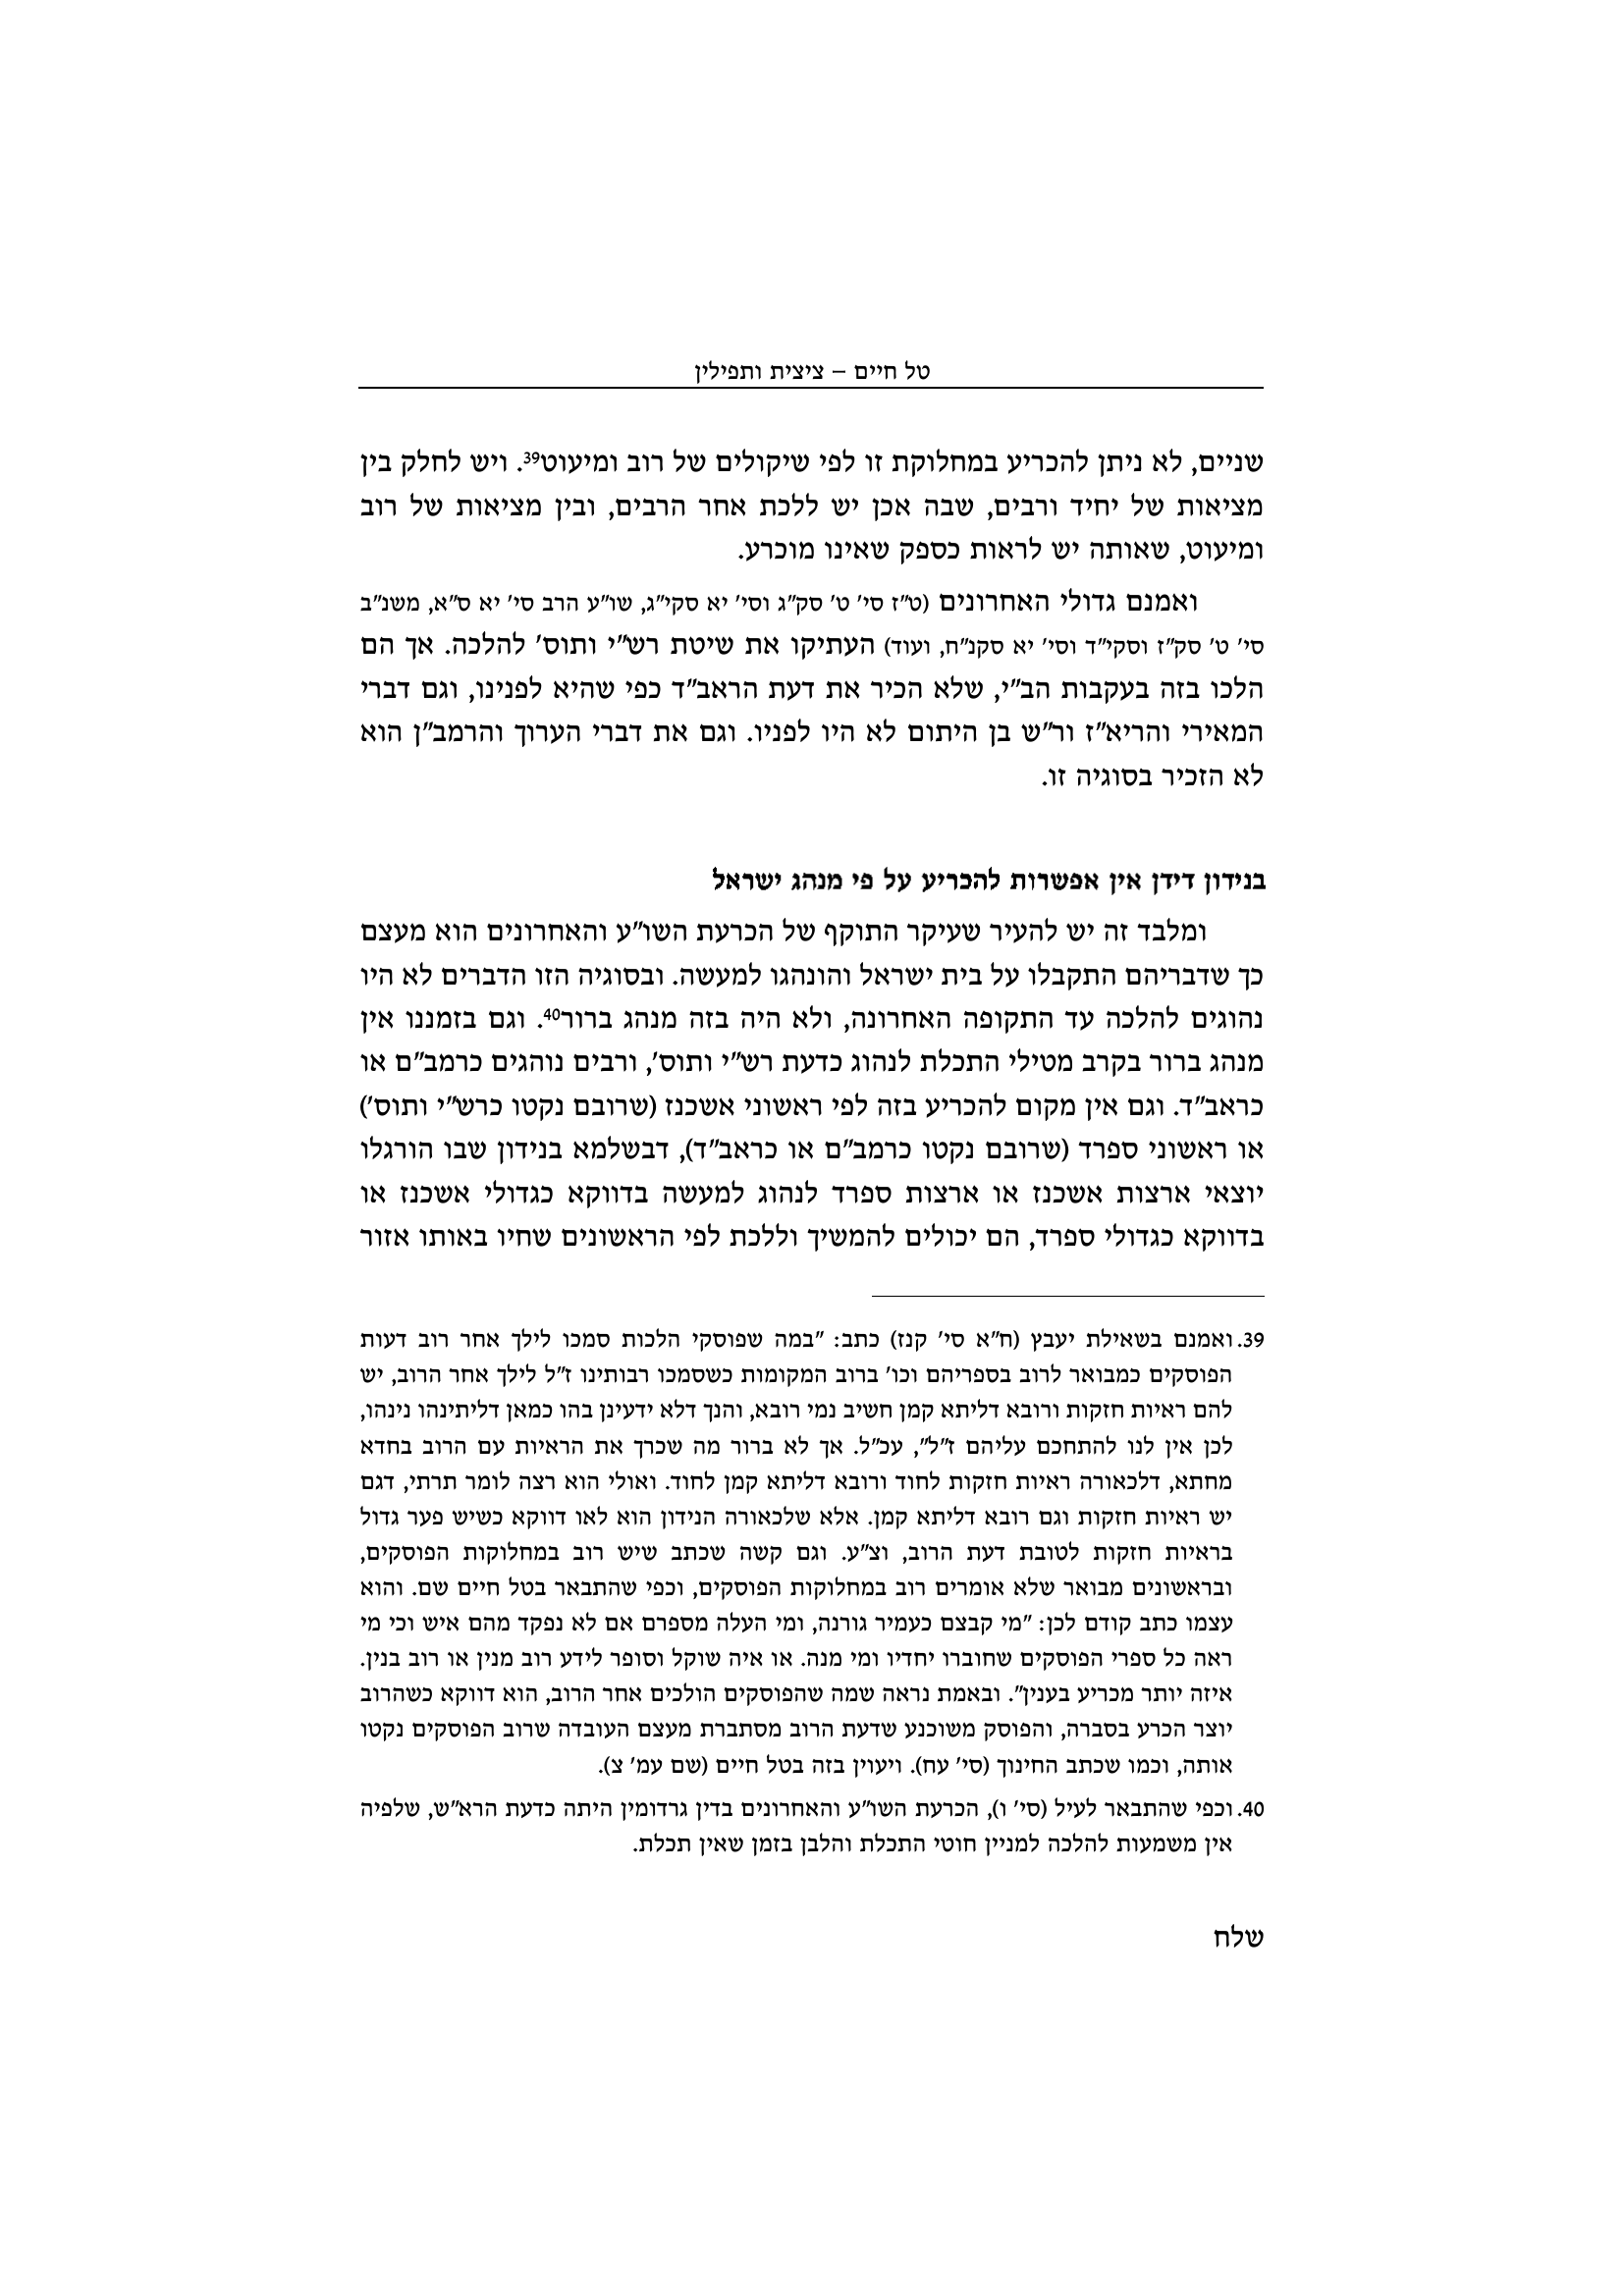 טל חיים – ציצית ותפילין
שניים, לא ניתן להכריע במחלוקת זו לפי שיקולים של רוב ומיעוט39. ויש לחלק בין
מציאות של יחיד ורבים, שבה אכן יש ללכת אחר הרבים, ובין מציאות של רוב
ומיעוט, שאותה יש לראות כספק שאינו מוכרע.
ואמנם גדולי האחרונים (ט"ז סי' ט' סק"ג וסי' יא סקי"ג, שו"ע הרב סי' יא ס"א, משנ"ב
סי' ט' סק"ז וסקי"ד וסי' יא סקנ"ח, ועוד) העתיקו את שיטת רש"י ותוס' להלכה. אך הם
הלכו בזה בעקבות הב"י, שלא הכיר את דעת הראב"ד כפי שהיא לפנינו, וגם דברי
המאירי והריא"ז ור"ש בן היתום לא היו לפניו. וגם את דברי הערוך והרמב"ן הוא
לא הזכיר בסוגיה זו.
בנידון דידן אין אפשרות להכריע על פי מנהג ישראל
ומלבד זה יש להעיר שעיקר התוקף של הכרעת השו"ע והאחרונים הוא מעצם
כך שדבריהם התקבלו על בית ישראל והונהגו למעשה. ובסוגיה הזו הדברים לא היו
נהוגים להלכה עד התקופה האחרונה, ולא היה בזה מנהג ברור40. וגם בזמננו אין
מנהג ברור בקרב מטילי התכלת לנהוג כדעת רש"י ותוס', ורבים נוהגים כרמב"ם או
כראב"ד. וגם אין מקום להכריע בזה לפי ראשוני אשכנז (שרובם נקטו כרש"י ותוס')
או ראשוני ספרד (שרובם נקטו כרמב"ם או כראב"ד), דבשלמא בנידון שבו הורגלו
יוצאי ארצות אשכנז או ארצות ספרד לנהוג למעשה בדווקא כגדולי אשכנז או
בדווקא כגדולי ספרד, הם יכולים להמשיך וללכת לפי הראשונים שחיו באותו אזור
39. ואמנם בשאילת יעבץ (ח"א סי' קנז) כתב: "במה שפוסקי הלכות סמכו לילך אחר רוב דעות
הפוסקים כמבואר לרוב בספריהם וכו' ברוב המקומות כשסמכו רבותינו ז"ל לילך אחר הרוב, יש
להם ראיות חזקות ורובא דליתא קמן חשיב נמי רובא, והנך דלא ידעינן בהו כמאן דליתינהו נינהו,
לכן אין לנו להתחכם עליהם ז"ל", עכ"ל. אך לא ברור מה שכרך את הראיות עם הרוב בחדא
מחתא, דלכאורה ראיות חזקות לחוד ורובא דליתא קמן לחוד. ואולי הוא רצה לומר תרתי, דגם
יש ראיות חזקות וגם רובא דליתא קמן. אלא שלכאורה הנידון הוא לאו דווקא כשיש פער גדול
בראיות חזקות לטובת דעת הרוב, וצ"ע. וגם קשה שכתב שיש רוב במחלוקות הפוסקים,
ובראשונים מבואר שלא אומרים רוב במחלוקות הפוסקים, וכפי שהתבאר בטל חיים שם. והוא
עצמו כתב קודם לכן: "מי קבצם כעמיר גורנה, ומי העלה מספרם אם לא נפקד מהם איש וכי מי
ראה כל ספרי הפוסקים שחוברו יחדיו ומי מנה. או איה שוקל וסופר לידע רוב מנין או רוב בנין.
איזה יותר מכריע בענין". ובאמת נראה שמה שהפוסקים הולכים אחר הרוב, הוא דווקא כשהרוב
יוצר הכרע בסברה, והפוסק משוכנע שדעת הרוב מסתברת מעצם העובדה שרוב הפוסקים נקטו
אותה, וכמו שכתב החינוך (סי' עח). ויעוין בזה בטל חיים (שם עמ' צ).
40. וכפי שהתבאר לעיל (סי' ו), הכרעת השו"ע והאחרונים בדין גרדומין היתה כדעת הרא"ש, שלפיה
אין משמעות להלכה למניין חוטי התכלת והלבן בזמן שאין תכלת.
שלח